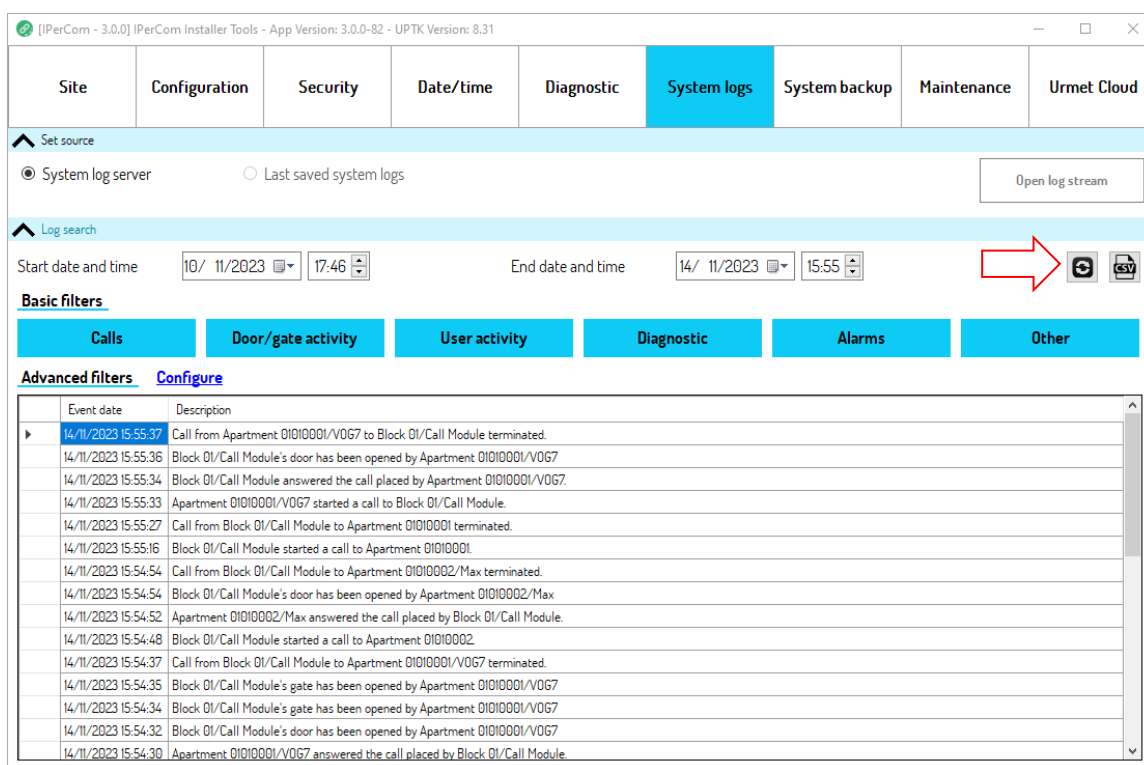 [IPerCom - 3.0.0] IPerCom Installer Tools - App Version: 3.0.0-82 - UPTK Version: 8.31
Site Configuration Security Date/time Diagnostic System logs System backup Maintenance Urmet Cloud
Set source
System log server Last saved system logs Open log stream
Log search
Start date and time 10/ 11/2023 17:46 End date and time 14/ 11/2023 15:55 CSV
Basic filters
Calls Door/gate activity User activity Diagnostic Alarms Other
Advanced filters Configure
Event date Description
14/11/2023 15:55:37 Call from Apartment 01010001/VOG7 to Block 01/Call Module terminated.
14/11/2023 15:55:36 Block 01/Call Module's door has been opened by Apartment 01010001/VOG7
14/11/2023 15:55:34 Block 01/Call Module answered the call placed by Apartment 01010001/VOG7.
14/11/2023 15:55:33 Apartment 01010001/VOG7 started a call to Block 01/Call Module.
14/11/2023 15:55:27 Call from Block 01/Call Module to Apartment 01010001 terminated.
14/11/2023 15:55:16 Block 01/Call Module started a call to Apartment 01010001.
14/11/2023 15:54:54 Call from Block 01/Call Module to Apartment 01010002/Max terminated.
14/11/2023 15:54:54 Block 01/Call Module's door has been opened by Apartment 01010002/Max
14/11/2023 15:54:52 Apartment 01010002/Max answered the call placed by Block 01/Call Module.
14/11/2023 15:54:48 Block 01/Call Module started a call to Apartment 01010002.
14/11/2023 15:54:37 Call from Block 01/Call Module to Apartment 01010001/VOG7 terminated.
14/11/2023 15:54:35 Block 01/Call Module's gate has been opened by Apartment 01010001/VOG7
14/11/2023 15:54:34 Block 01/Call Module's gate has been opened by Apartment 01010001/VOG7
14/11/2023 15:54:32 Block 01/Call Module's door has been opened by Apartment 01010001/VOG7
14/11/2023 15:54:30 Apartment 01010001/VOG7 answered the call placed by Block 01/Call Module.